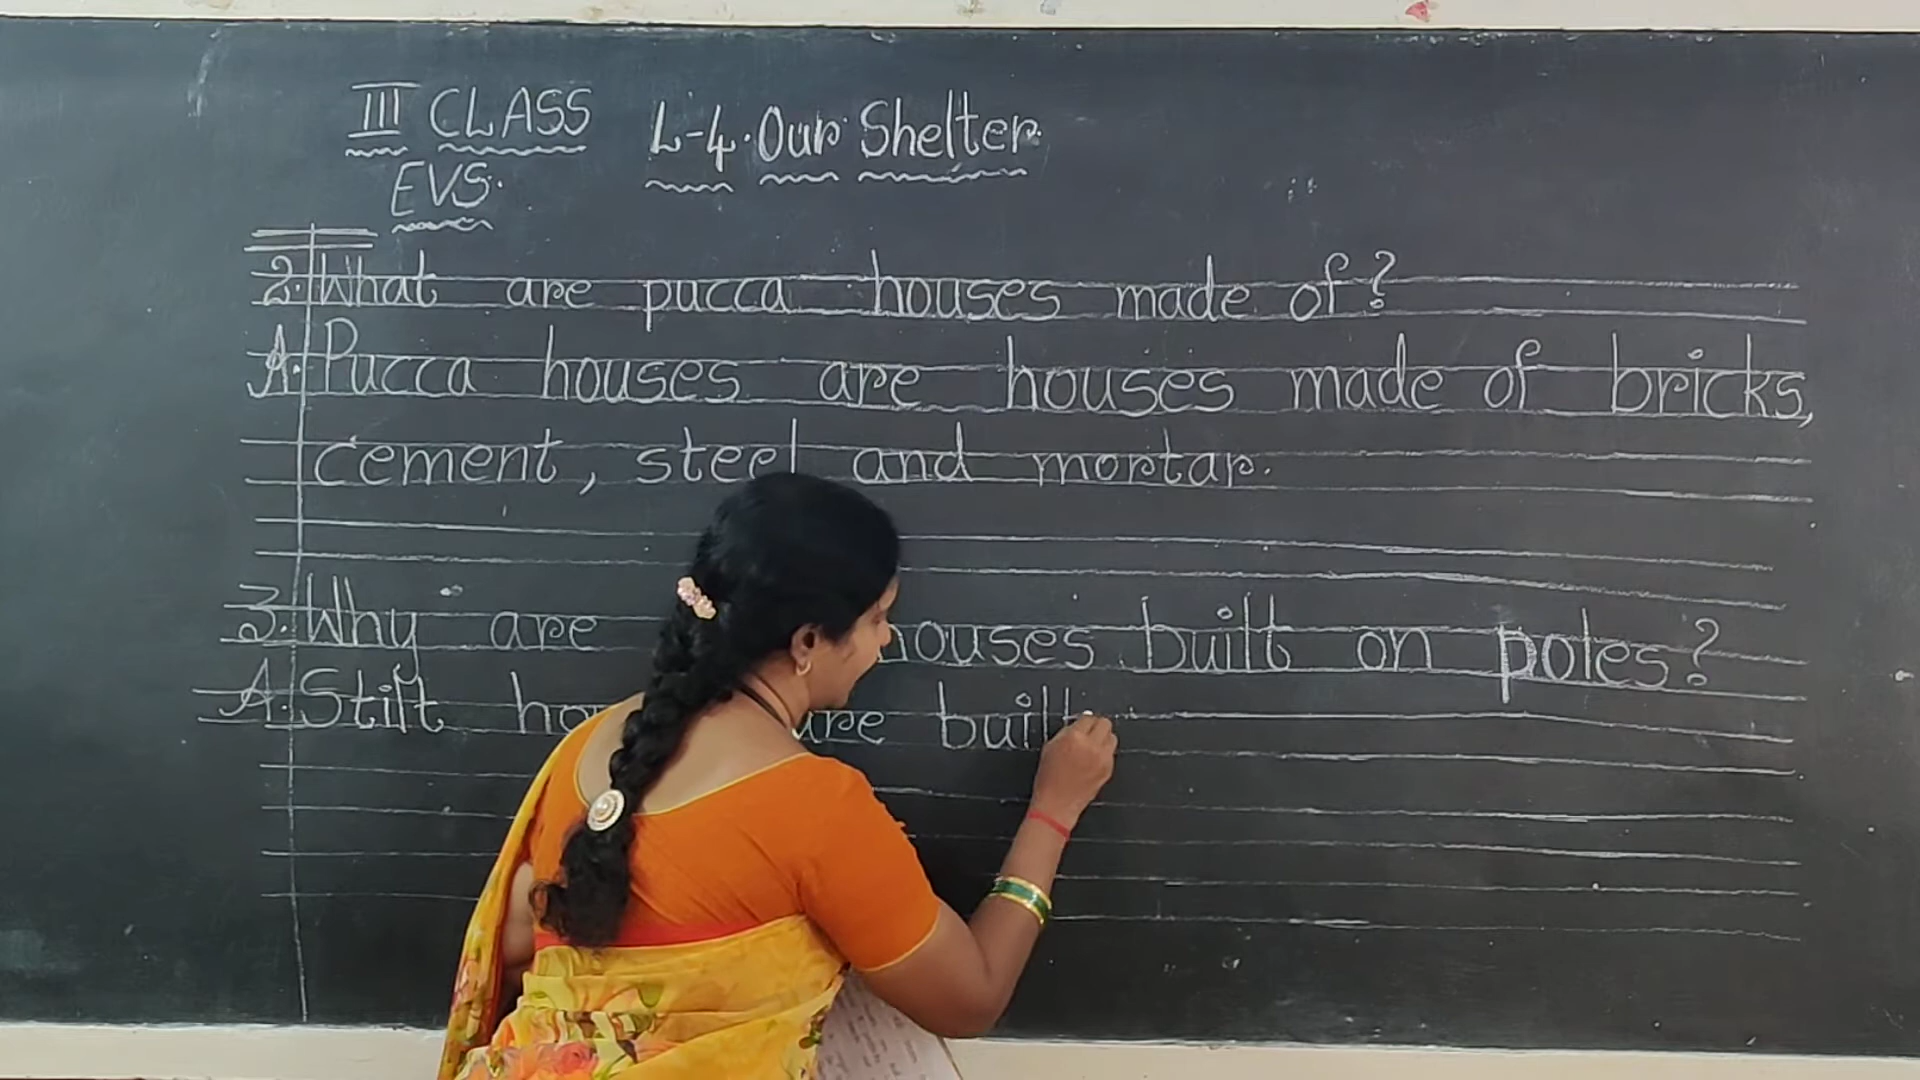 III CLASS L-4. Our Shelter.
EVS.
2. What are pucca houses made of?
A. Pucca houses are houses made of bricks,
cement, steel and mortar.
3. Why are houses built on poles?
A. Stilt are built